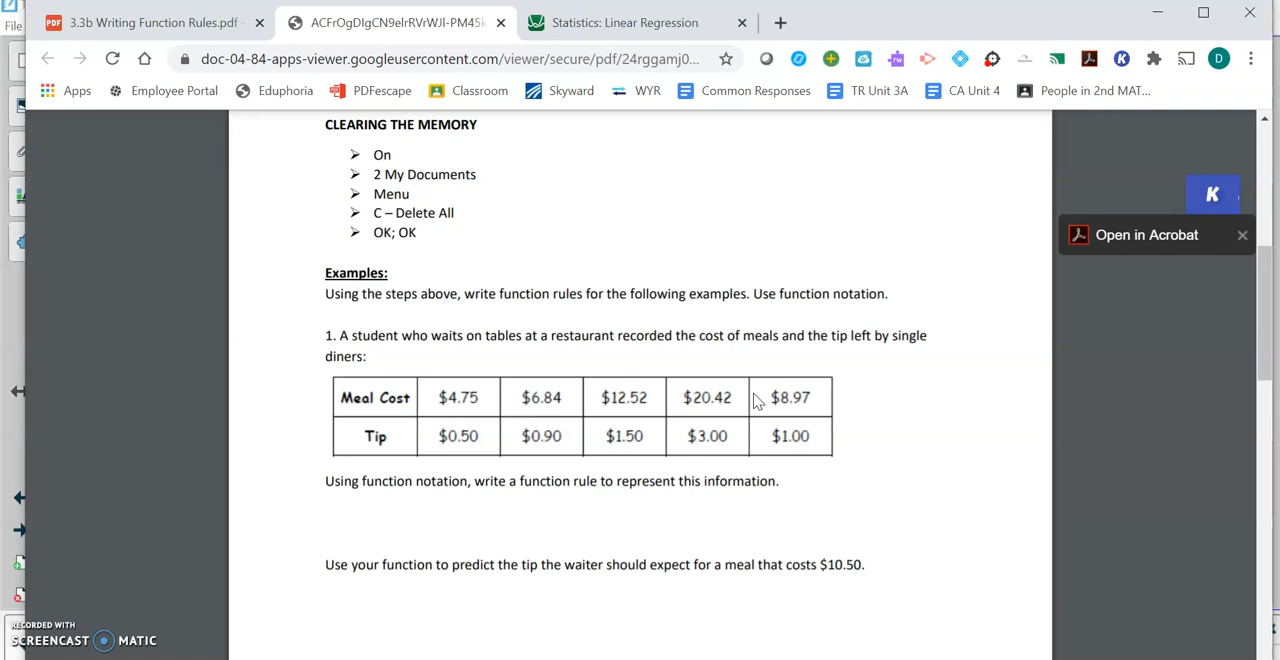 3.3b Writing Function Rules.pdf
ACFrOgDIgCN9elrRVrWJl-PM45k
Statistics: Linear Regression
File
doc-04-84-apps-viewer.googleusercontent.com/viewer/secure/pdf/24rggamj0...
D
Apps
Employee Portal
Eduphoria
PDFescape
Classroom
Skyward
WYR
Common Responses
TR Unit 3A
CA Unit 4
People in 2nd MAT...
CLEARING THE MEMORY
➢ On
➢ 2 My Documents
➢ Menu
➢ C – Delete All
➢ OK; OK
K
Open in Acrobat
Examples:
Using the steps above, write function rules for the following examples. Use function notation.
1. A student who waits on tables at a restaurant recorded the cost of meals and the tip left by single
diners:
Meal Cost $4.75 $6.84 $12.52 $20.42 $8.97
Tip $0.50 $0.90 $1.50 $3.00 $1.00
Using function notation, write a function rule to represent this information.
Use your function to predict the tip the waiter should expect for a meal that costs $10.50.
RECORDED WITH
SCREENCAST MATIC